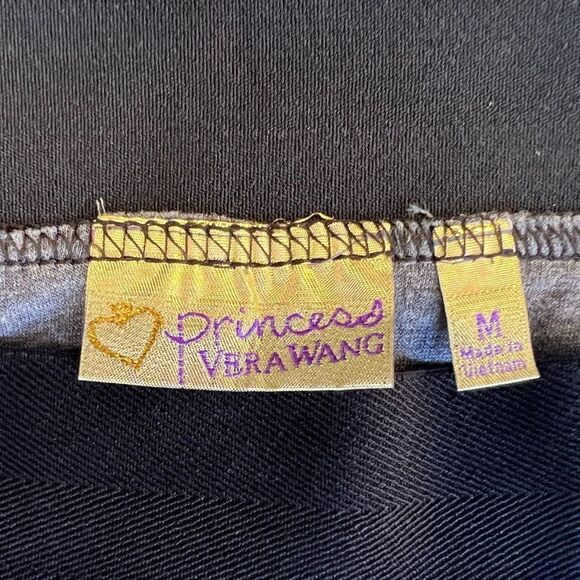 princess
VERA WANG
M
Made in
Vietnam